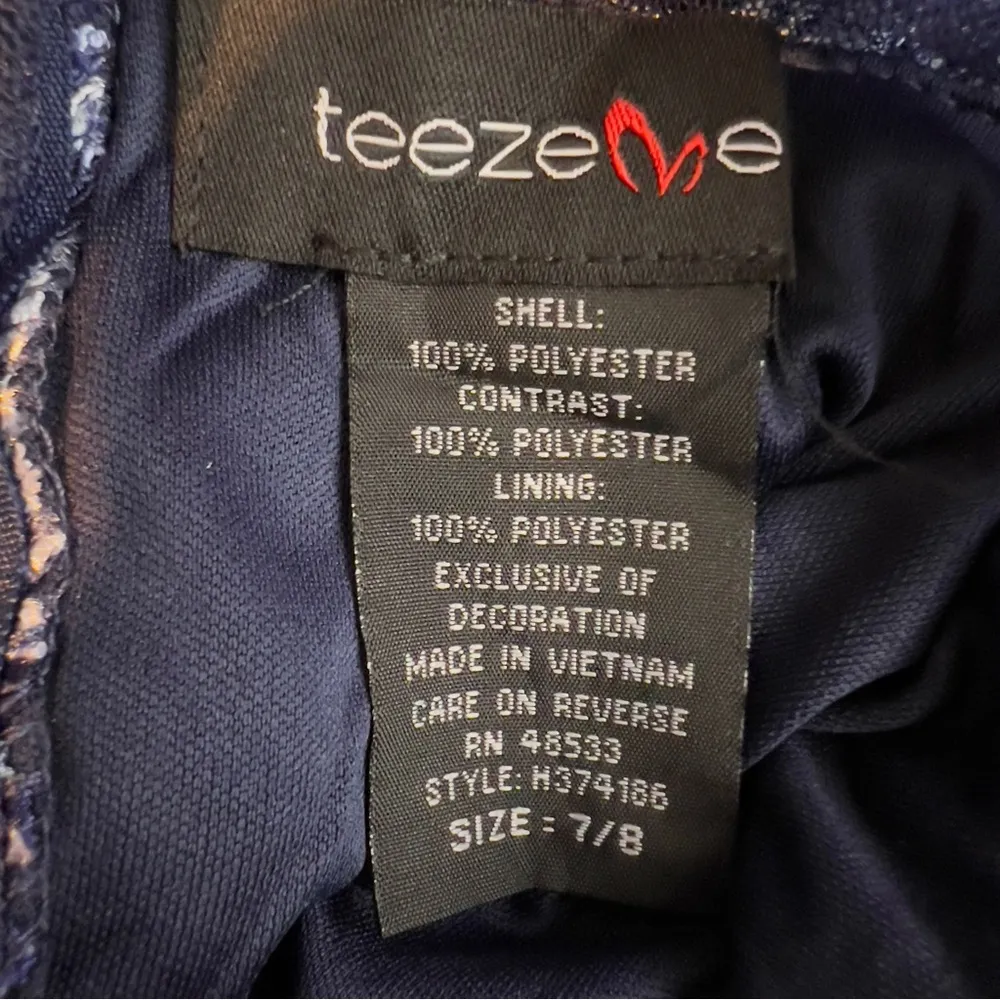 teezeme
SHELL:
100% POLYESTER
CONTRAST:
100% POLYESTER
LINING:
100% POLYESTER
EXCLUSIVE OF
DECORATION
MADE IN VIETNAM
CARE ON REVERSE
RN 46533
STYLE: H374186
SIZE : 7/8